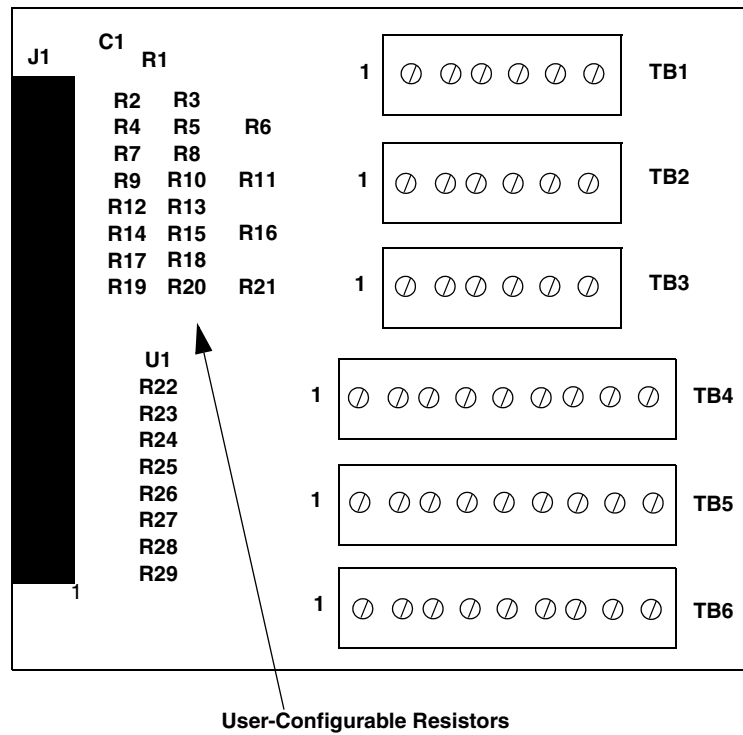 C1
J1
R1
1 TB1
R2 R3
R4 R5 R6
R7 R8
R9 R10 R11
1 TB2
R12 R13
R14 R15 R16
R17 R18
R19 R20 R21
1 TB3
U1
R22
R23
R24
R25
R26
R27
R28
R29
1
1 TB4
1 TB5
1 TB6
User-Configurable Resistors